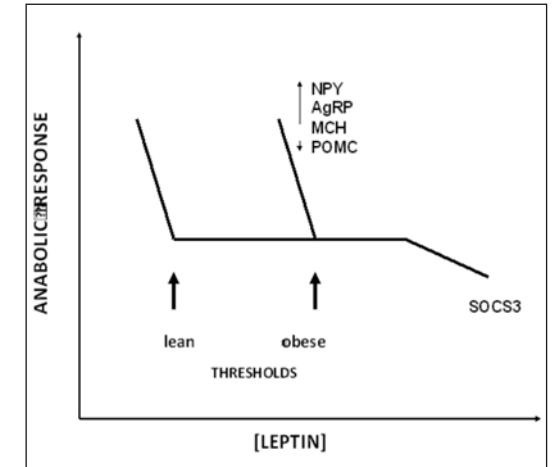 NPY
AgRP
MCH
POMC
ANABOLIC RESPONSE
SOCS3
lean
obese
THRESHOLDS
[LEPTIN]